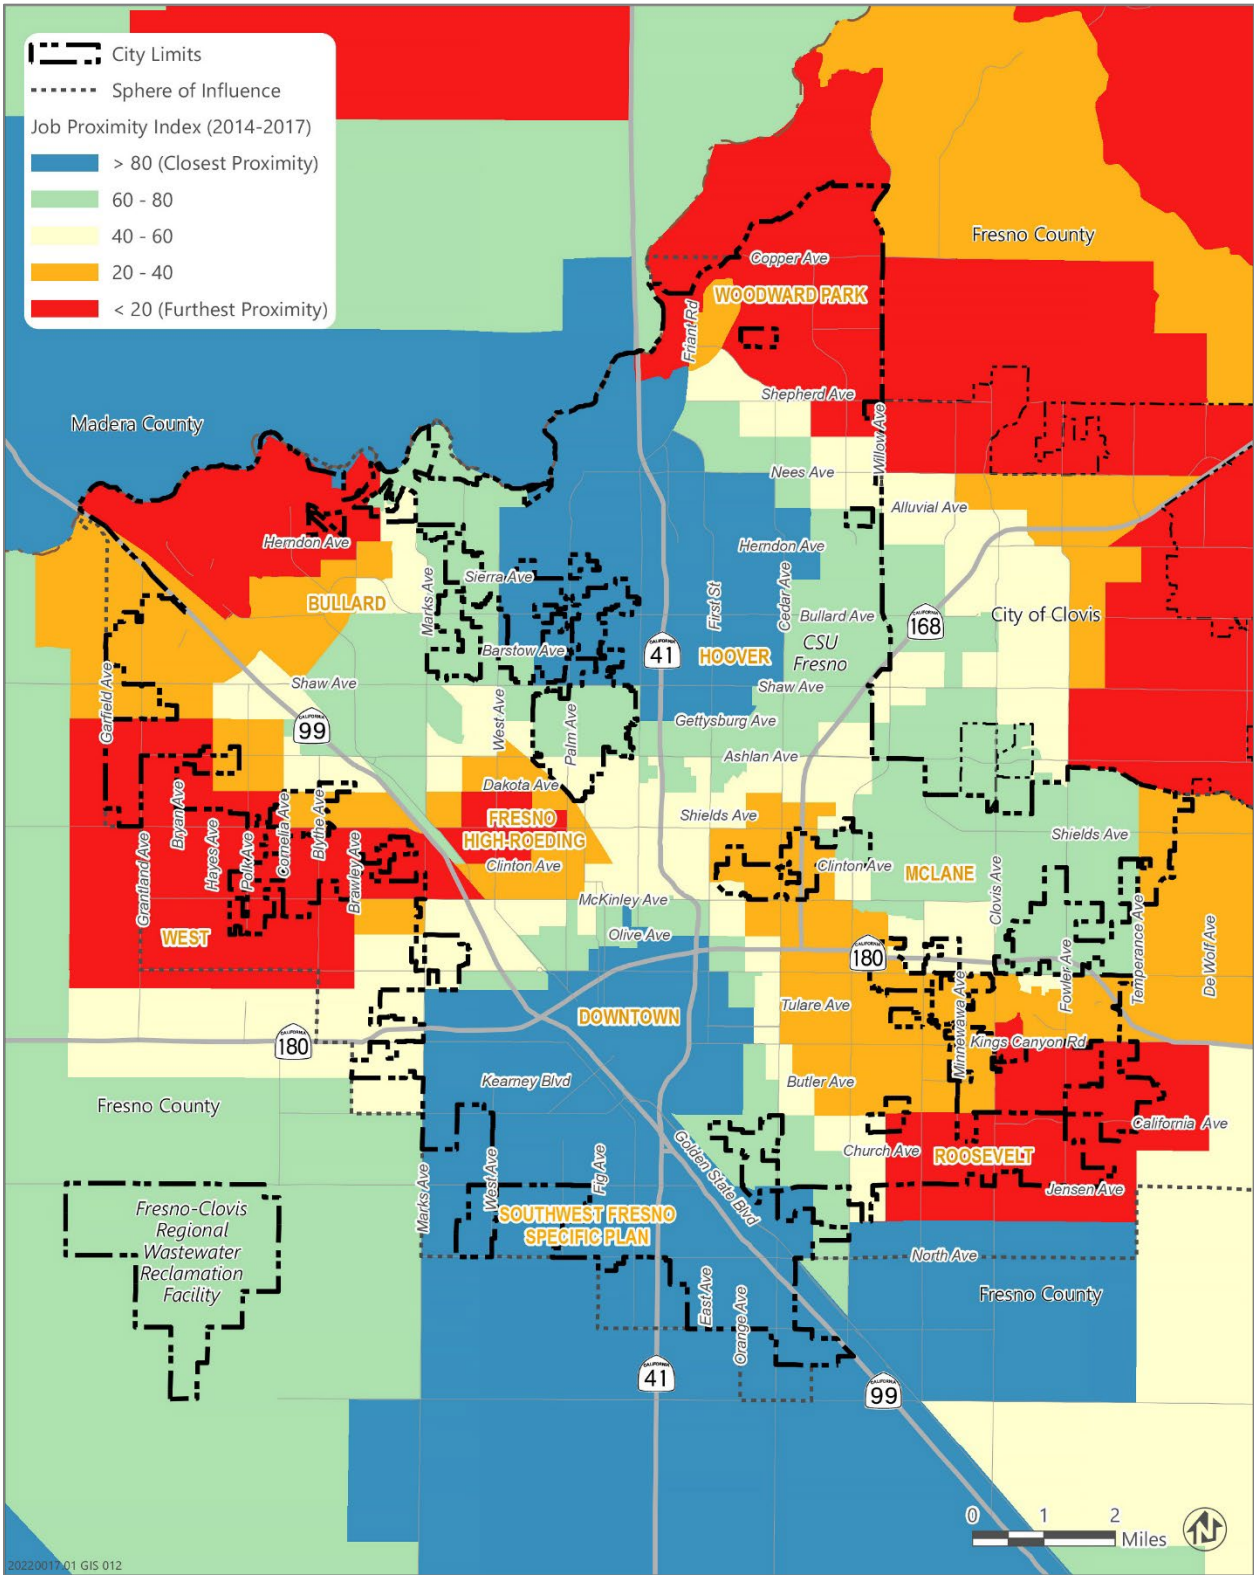 City Limits
Sphere of Influence
Job Proximity Index (2014-2017)
> 80 (Closest Proximity)
60 - 80
40 - 60
20 - 40
< 20 (Furthest Proximity)
Fresno County
Copper Ave
WOODWARD PARK
Friant Rd
Shepherd Ave
Madera County
Willow Ave
Nees Ave
Alluvial Ave
Herndon Ave
Herndon Ave
Sierra Ave
BULLARD
Marks Ave
First St
Cedar Ave
Bullard Ave
CALIFORNIA
168
City of Clovis
Barstow Ave
CALIFORNIA
41
HOOVER
CSU
Fresno
Garfield Ave
Shaw Ave
Shaw Ave
West Ave
Palm Ave
Gettysburg Ave
CALIFORNIA
99
Ashlan Ave
Dakota Ave
Bryan Ave
Cornelia Ave
Blythe Ave
FRESNO
HIGH-ROEDING
Shields Ave
Shields Ave
Grantland Ave
Hayes Ave
Polk Ave
Brawley Ave
Clinton Ave
Clinton Ave
MCLANE
Clovis Ave
McKinley Ave
WEST
Olive Ave
CALIFORNIA
180
Minnewawa Ave
Fowler Ave
Temperance Ave
De Wolf Ave
DOWNTOWN
Tulare Ave
CALIFORNIA
180
Kings Canyon Rd
Kearney Blvd
Butler Ave
Fresno County
California Ave
Golden State Blvd
Church Ave
ROOSEVELT
Marks Ave
West Ave
Fig Ave
Jensen Ave
Fresno-Clovis
Regional
Wastewater
Reclamation
Facility
SOUTHWEST FRESNO
SPECIFIC PLAN
North Ave
East Ave
Orange Ave
Fresno County
CALIFORNIA
41
CALIFORNIA
99
0 1 2
Miles
N
20220017 01 GIS 012